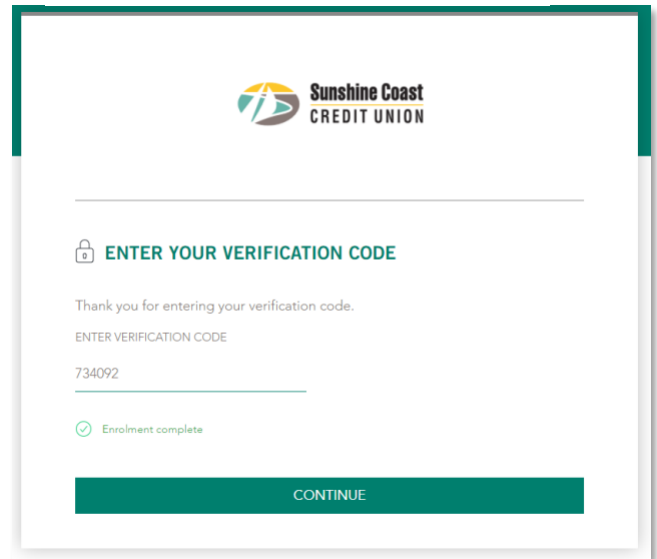 Sunshine Coast
CREDIT UNION
ENTER YOUR VERIFICATION CODE
Thank you for entering your verification code.
ENTER VERIFICATION CODE
734092
Enrolment complete
CONTINUE